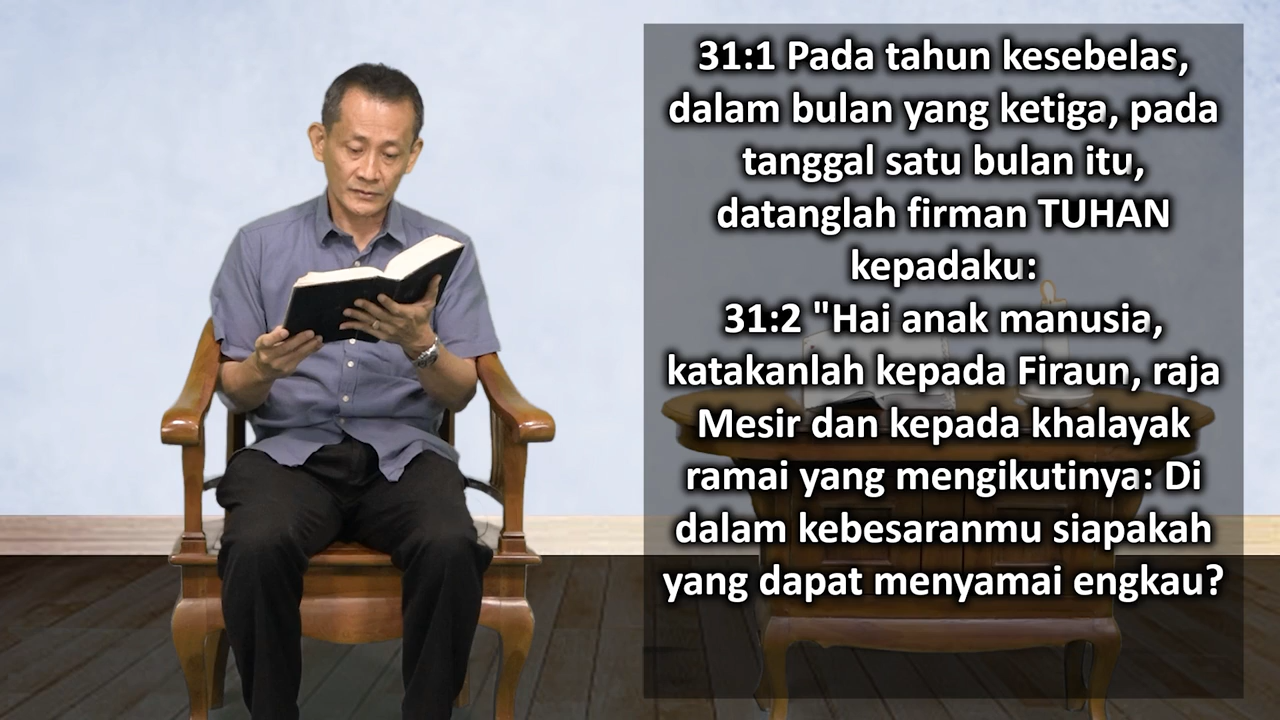 31:1 Pada tahun kesebelas,
dalam bulan yang ketiga, pada
tanggal satu bulan itu,
datanglah firman TUHAN
kepadaku:
31:2 "Hai anak manusia,
katakanlah kepada Firaun, raja
Mesir dan kepada khalayak
ramai yang mengikutinya: Di
dalam kebesaranmu siapakah
yang dapat menyamai engkau?